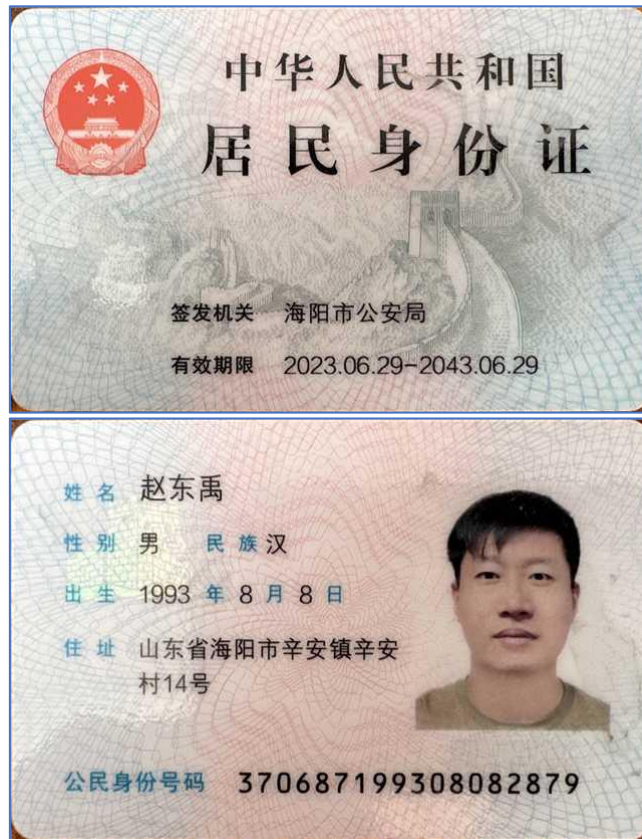 中华人民共和国
居民身份证
签发机关 海阳市公安局
有效期限 2023.06.29-2043.06.29
姓名 赵东禹
性别 男 民族 汉
出生 1993 年 8 月 8 日
住址 山东省海阳市辛安镇辛安
村14号
公民身份号码 370687199308082879